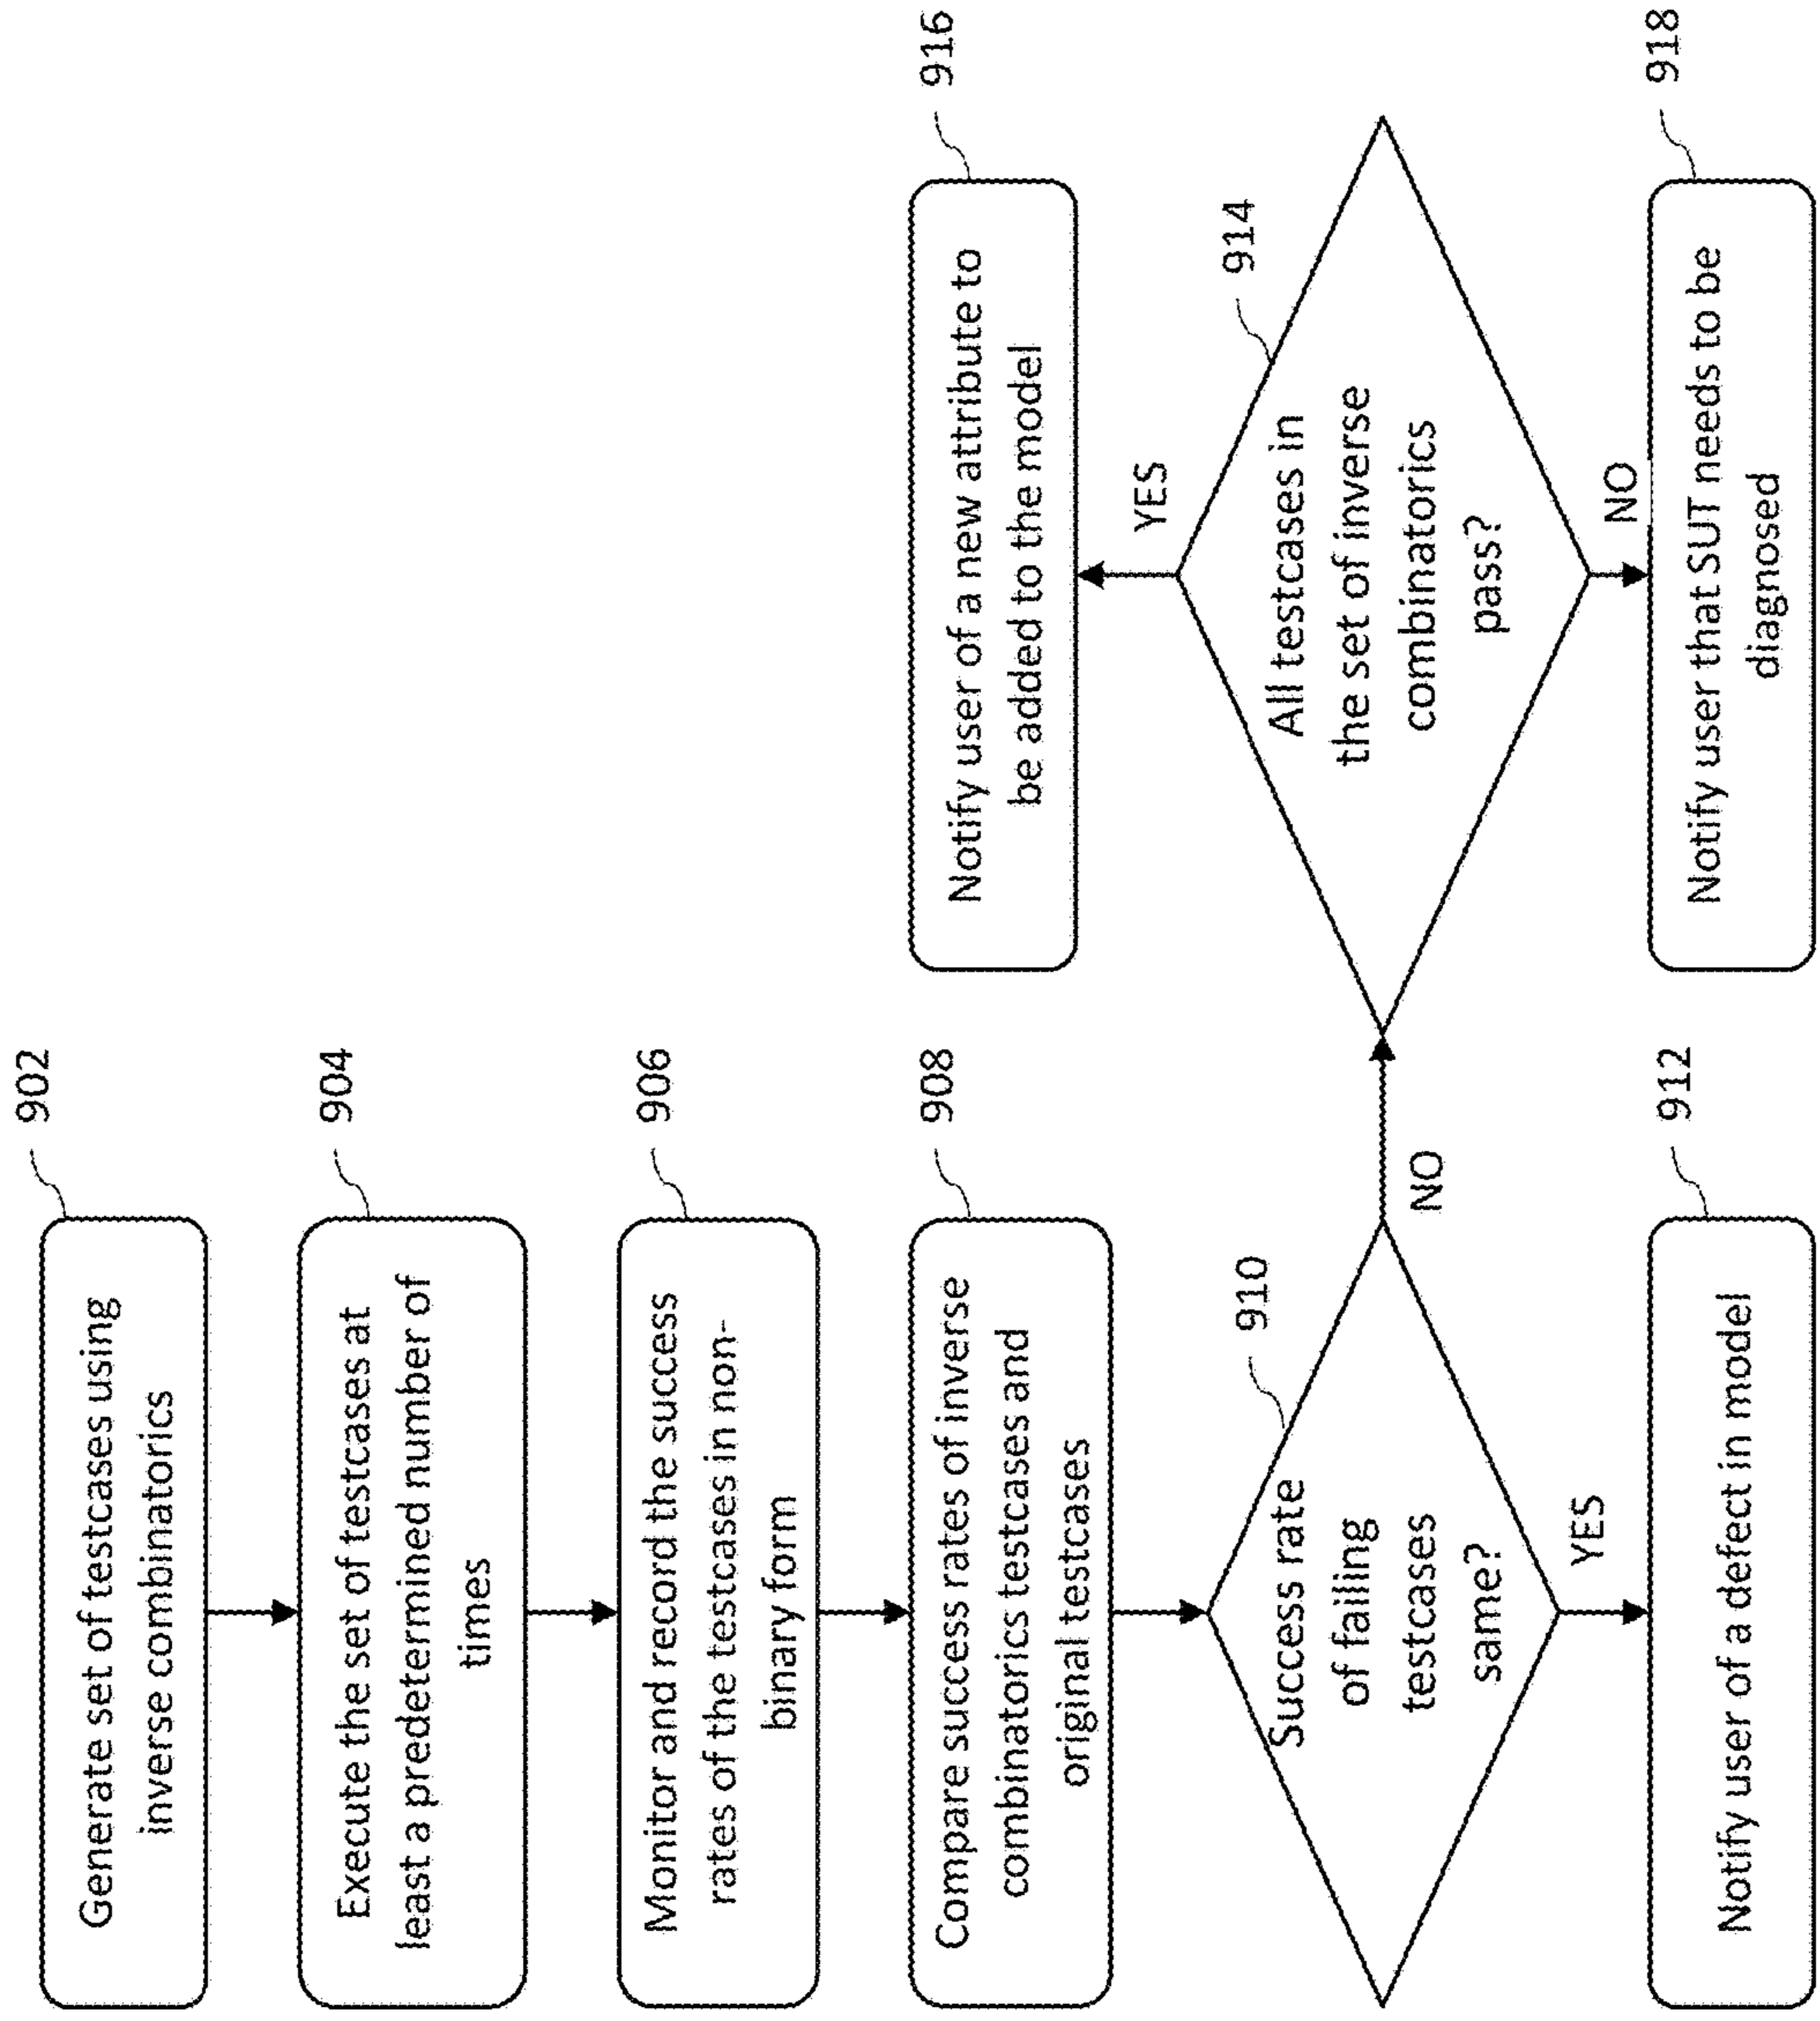 902
Generate set of testcases using
inverse combinatorics
904
Execute the set of testcases at
least a predetermined number of
times
906
Monitor and record the success
rates of the testcases in non-
binary form
908
Compare success rates of inverse
combinatorics testcases and
original testcases
910
Success rate
of failing
testcases
same?
YES
NO
912
Notify user of a defect in model
914
All testcases in
the set of inverse
combinatorics
pass?
YES
NO
916
Notify user of a new attribute to
be added to the model
918
Notify user that SUT needs to be
diagnosed